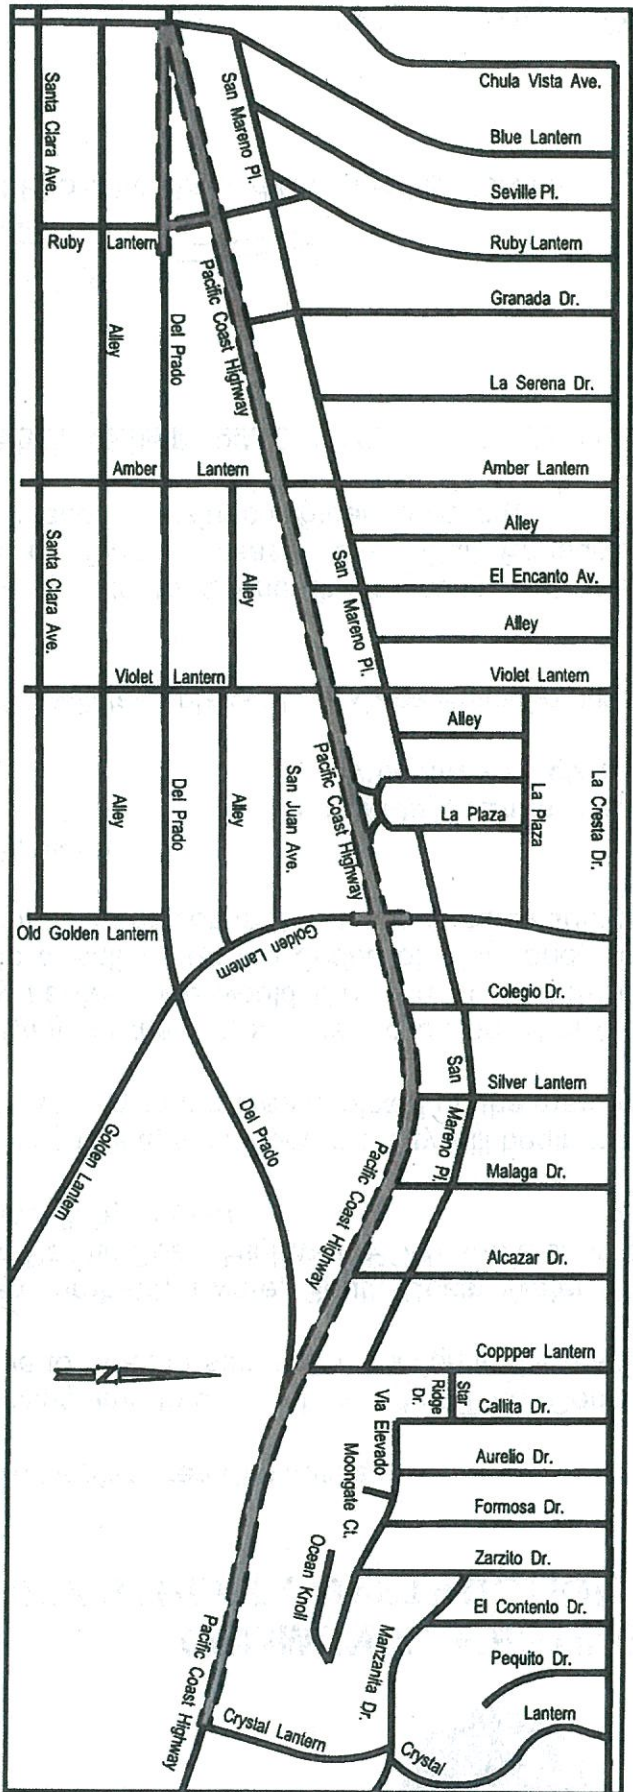 Chula Vista Ave.
Blue Lantern
Seville Pl.
Ruby Lantern
Granada Dr.
La Serena Dr.
Amber Lantern
Alley
El Encanto Av.
Alley
Violet Lantern
Alley
La Plaza
La Plaza
La Cresta Dr.
Colegio Dr.
Silver Lantern
Malaga Dr.
Alcazar Dr.
Coppper Lantern
Star
Ridge
Dr.
Callita Dr.
Aurelio Dr.
Formosa Dr.
Zarzito Dr.
El Contento Dr.
Pequito Dr.
Lantern
Crystal
Crystal Lantern
Manzanita Dr.
Ocean Knoll
Moongate Ct.
Via Elevado
San Mareno Pl.
San Mareno Pl.
San Mareno Pl.
Pacific Coast Highway
Pacific Coast Highway
Pacific Coast Highway
Pacific Coast Highway
Santa Clara Ave.
Ruby Lantern
Alley
Del Prado
Amber Lantern
Santa Clara Ave.
Alley
Violet Lantern
Alley
Del Prado
Alley
San Juan Ave.
Old Golden Lantern
Golden Lantern
Golden Lantern
Del Prado
N